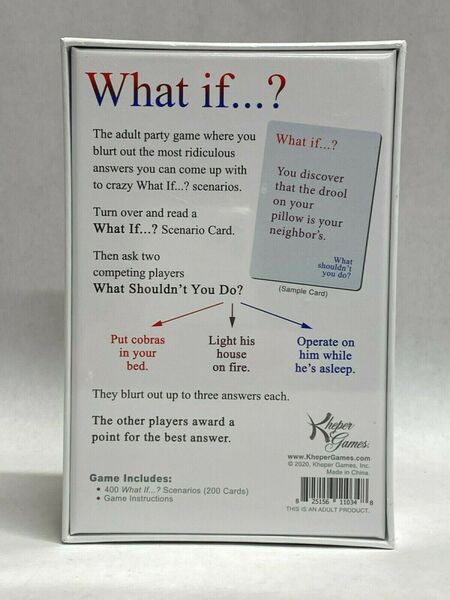 What if...?
The adult party game where you
blurt out the most ridiculous
answers you can come up with
to crazy What If...? scenarios.
Turn over and read a
What If...? Scenario Card.
Then ask two
competing players
What Shouldn't You Do?
What if...?
You discover
that the drool
on your
pillow is your
neighbor's.
What
shouldn't
you do?
(Sample Card)
Put cobras
in your
bed.
Light his
house
on fire.
Operate on
him while
he's asleep.
They blurt out up to three answers each.
The other players award a
point for the best answer.
Kheper
Games.
www.KheperGames.com
© 2020, Kheper Games, Inc.
Made in China.
Game Includes:
• 400 What If...? Scenarios (200 Cards)
• Game Instructions
8 25156 11034 8
THIS IS AN ADULT PRODUCT.